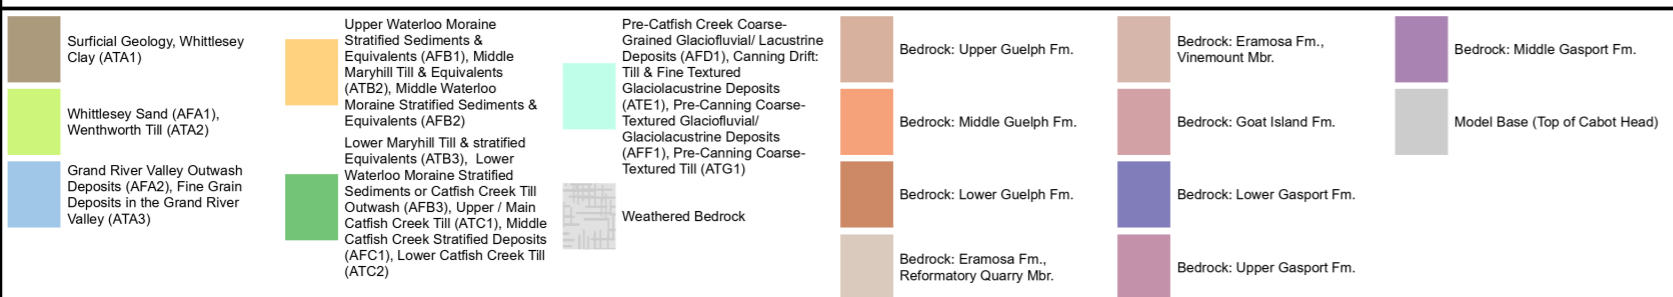 Surficial Geology, Whittlesey
Clay (ATA1)
Whittlesey Sand (AFA1),
Wenthworth Till (ATA2)
Grand River Valley Outwash
Deposits (AFA2), Fine Grain
Deposits in the Grand River
Valley (ATA3)
Upper Waterloo Moraine
Stratified Sediments &
Equivalents (AFB1), Middle
Maryhill Till & Equivalents
(ATB2), Middle Waterloo
Moraine Stratified Sediments &
Equivalents (AFB2)
Lower Maryhill Till & stratified
Equivalents (ATB3),  Lower
Waterloo Moraine Stratified
Sediments or Catfish Creek Till
Outwash (AFB3), Upper / Main
Catfish Creek Till (ATC1), Middle
Catfish Creek Stratified Deposits
(AFC1), Lower Catfish Creek Till
(ATC2)
Pre-Catfish Creek Coarse-
Grained Glaciofluvial/ Lacustrine
Deposits (AFD1), Canning Drift:
Till & Fine Textured
Glaciolacustrine Deposits
(ATE1), Pre-Canning Coarse-
Textured Glaciofluvial/
Glaciolacustrine Deposits
(AFF1), Pre-Canning Coarse-
Textured Till (ATG1)
Weathered Bedrock
Bedrock: Upper Guelph Fm.
Bedrock: Middle Guelph Fm.
Bedrock: Lower Guelph Fm.
Bedrock: Eramosa Fm.,
Reformatory Quarry Mbr.
Bedrock: Eramosa Fm.,
Vinemount Mbr.
Bedrock: Goat Island Fm.
Bedrock: Lower Gasport Fm.
Bedrock: Upper Gasport Fm.
Bedrock: Middle Gasport Fm.
Model Base (Top of Cabot Head)